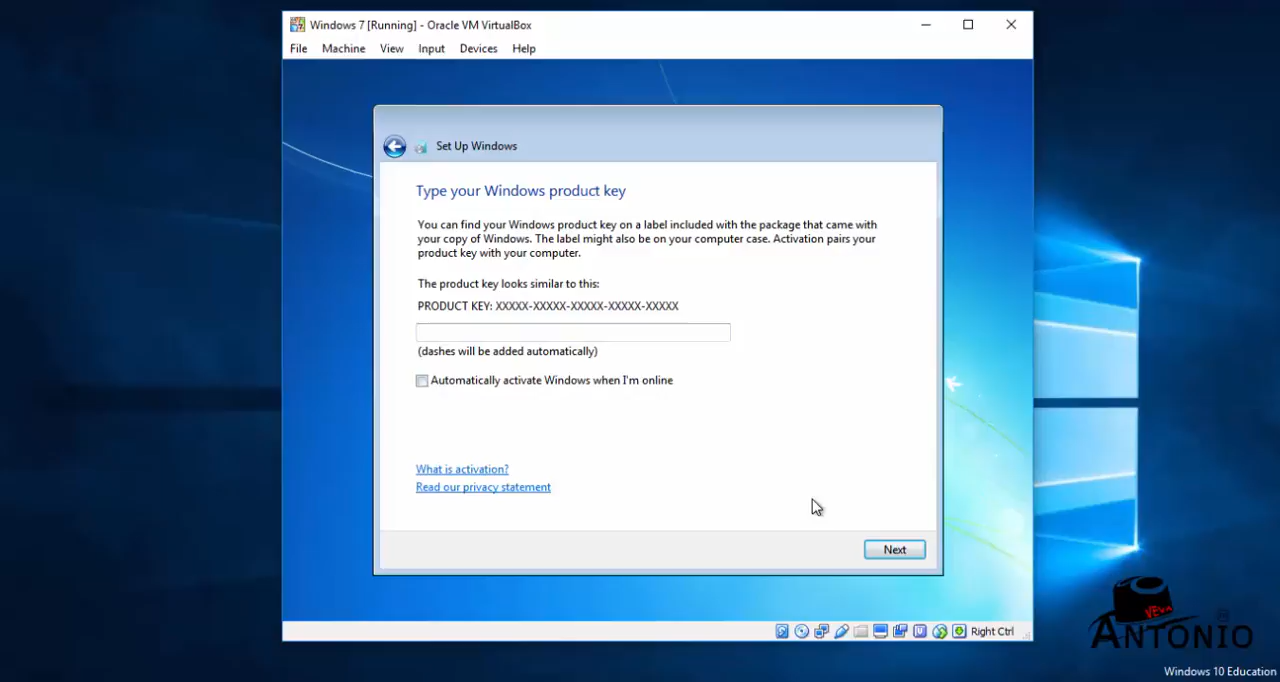 Windows 7 [Running] - Oracle VM VirtualBox
File Machine View Input Devices Help
Set Up Windows
Type your Windows product key
You can find your Windows product key on a label included with the package that came with
your copy of Windows. The label might also be on your computer case. Activation pairs your
product key with your computer.
The product key looks similar to this:
PRODUCT KEY: XXXXX-XXXXX-XXXXX-XXXXX-XXXXX
(dashes will be added automatically)
Automatically activate Windows when I'm online
What is activation?
Read our privacy statement
Next
Right Ctrl
VEVA
ANTONIO
®
Windows 10 Education